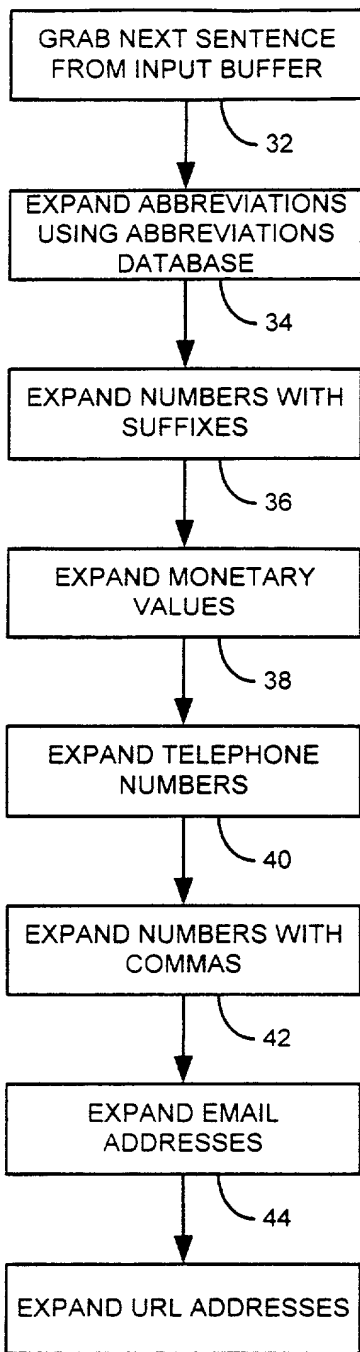 GRAB NEXT SENTENCE
FROM INPUT BUFFER
32
EXPAND ABBREVIATIONS
USING ABBREVIATIONS
DATABASE
34
EXPAND NUMBERS WITH
SUFFIXES
36
EXPAND MONETARY
VALUES
38
EXPAND TELEPHONE
NUMBERS
40
EXPAND NUMBERS WITH
COMMAS
42
EXPAND EMAIL
ADDRESSES
44
EXPAND URL ADDRESSES